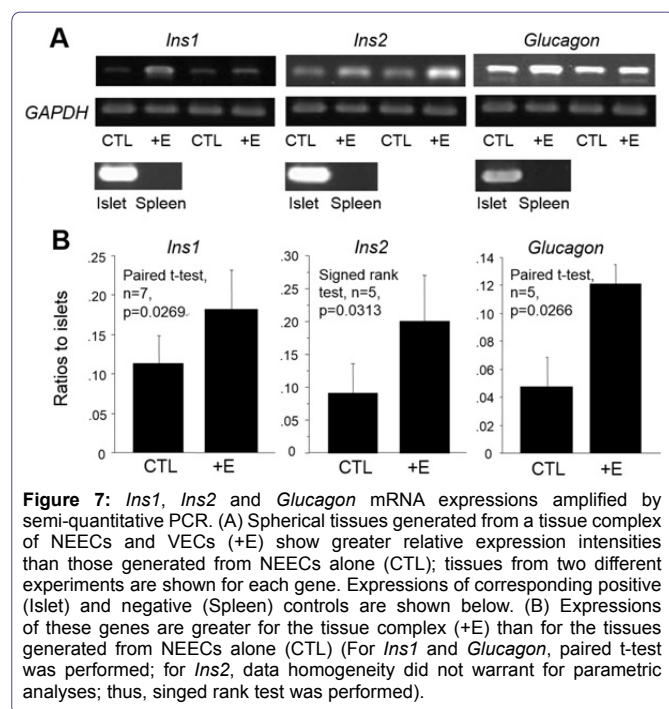 A
Ins1 Ins2 Glucagon
GAPDH
CTL +E CTL +E CTL +E CTL +E CTL +E CTL +E
Islet Spleen Islet Spleen Islet Spleen
B
Ins1 Ins2 Glucagon
Ratios to islets
.25
.20
.15
.10
.05
0
Paired t-test,
n=7,
p=0.0269
CTL +E
0.30
0.25
0.20
0.15
0.10
0.05
0.00
Signed rank
test, n=5,
p=0.0313
CTL +E
.14
.12
.10
.08
.06
.04
.02
0
Paired t-test,
n=5,
p=0.0266
CTL +E
Figure 7: Ins1, Ins2 and Glucagon mRNA expressions amplified by
semi-quantitative PCR. (A) Spherical tissues generated from a tissue complex
of NEECs and VECs (+E) show greater relative expression intensities
than those generated from NEECs alone (CTL); tissues from two different
experiments are shown for each gene. Expressions of corresponding positive
(Islet) and negative (Spleen) controls are shown below. (B) Expressions
of these genes are greater for the tissue complex (+E) than for the tissues
generated from NEECs alone (CTL) (For Ins1 and Glucagon, paired t-test
was performed; for Ins2, data homogeneity did not warrant for parametric
analyses; thus, singed rank test was performed).